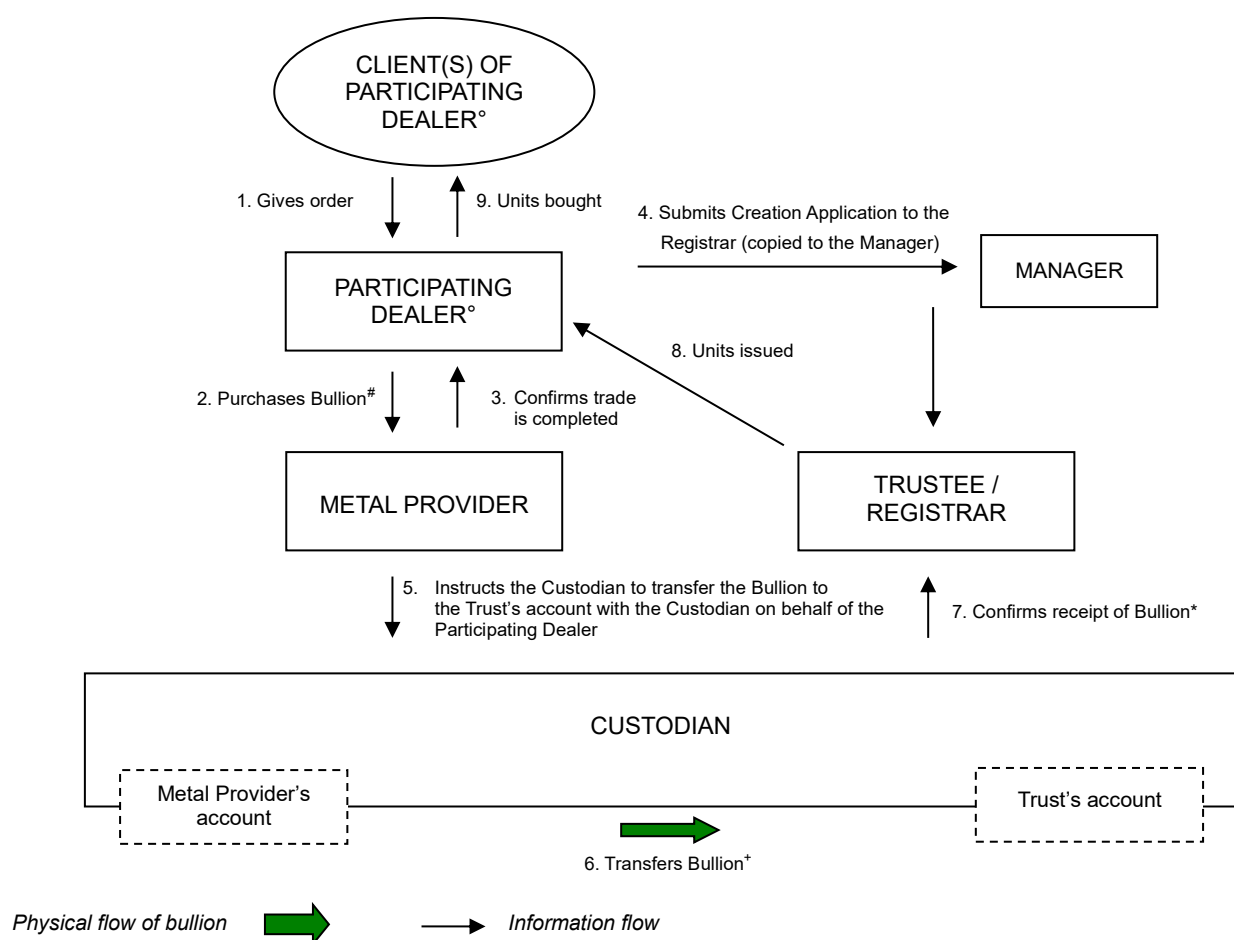 CLIENT(S) OF
PARTICIPATING
DEALER°
1. Gives order
9. Units bought
4. Submits Creation Application to the
Registrar (copied to the Manager)
MANAGER
PARTICIPATING
DEALER°
8. Units issued
2. Purchases Bullion#
3. Confirms trade
is completed
METAL PROVIDER
TRUSTEE /
REGISTRAR
5. Instructs the Custodian to transfer the Bullion to
the Trust's account with the Custodian on behalf of the
Participating Dealer
7. Confirms receipt of Bullion*
CUSTODIAN
Metal Provider's
account
Trust's account
6. Transfers Bullion+
Physical flow of bullion
Information flow